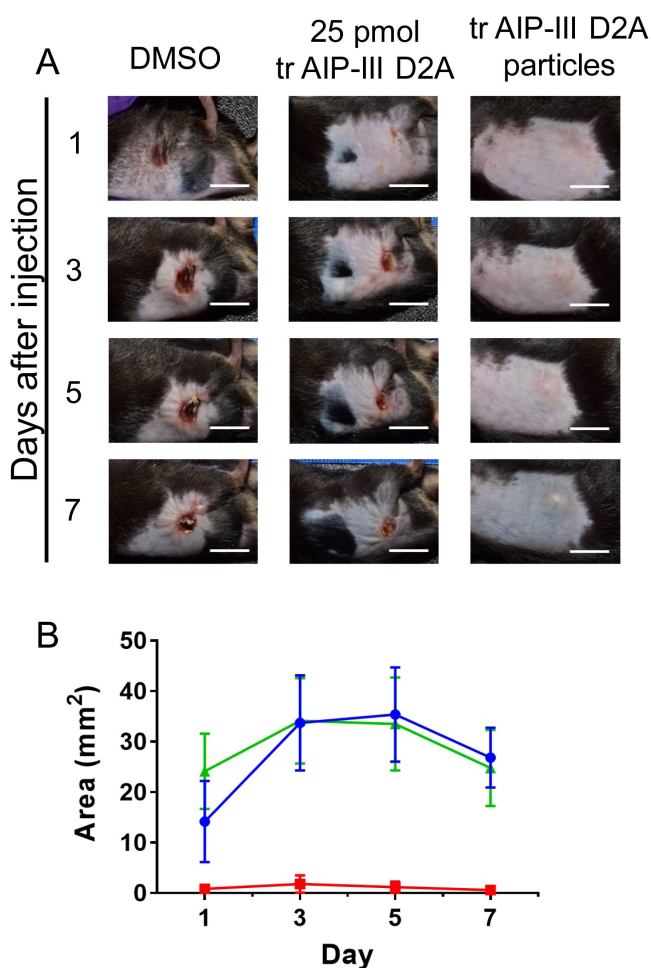 A
DMSO
25 pmol
tr AIP-III D2A
tr AIP-III D2A
particles
Days after injection
1
3
5
7
B
Area (mm²)
50
40
30
20
10
0
1 3 5 7
Day